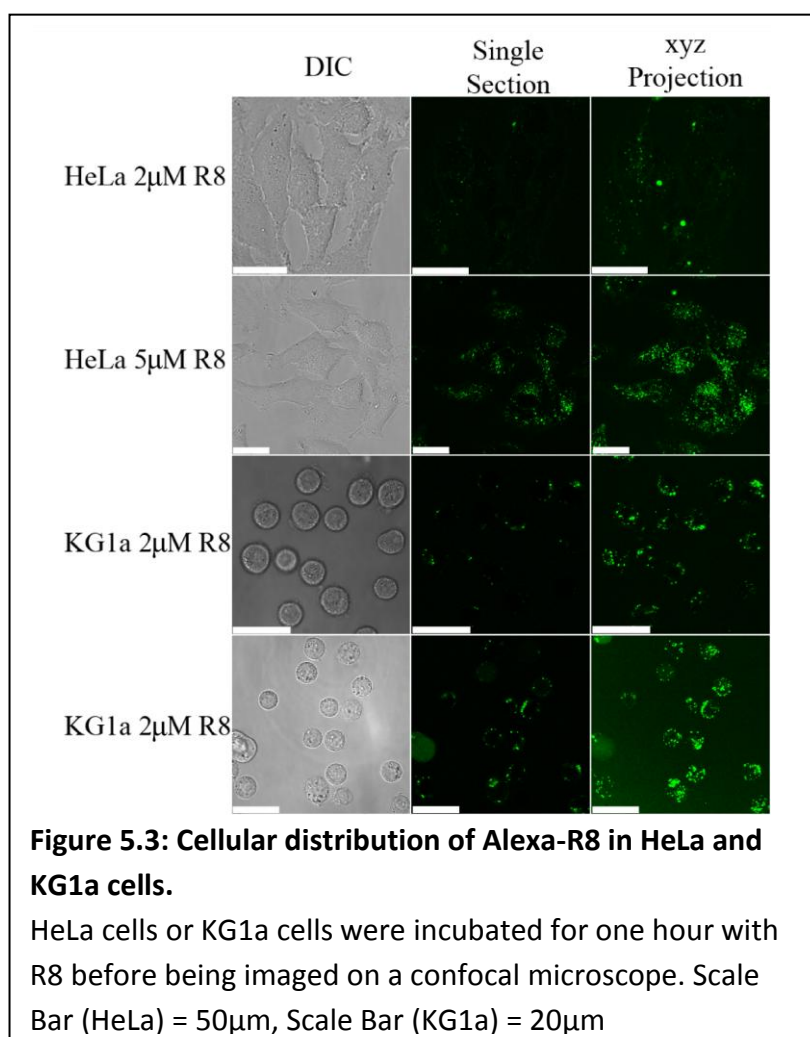 DIC
Single
Section
xyz
Projection
HeLa 2μM R8
HeLa 5μM R8
KG1a 2μM R8
KG1a 2μM R8
Figure 5.3: Cellular distribution of Alexa-R8 in HeLa and
KG1a cells.
HeLa cells or KG1a cells were incubated for one hour with
R8 before being imaged on a confocal microscope. Scale
Bar (HeLa) = 50μm, Scale Bar (KG1a) = 20μm